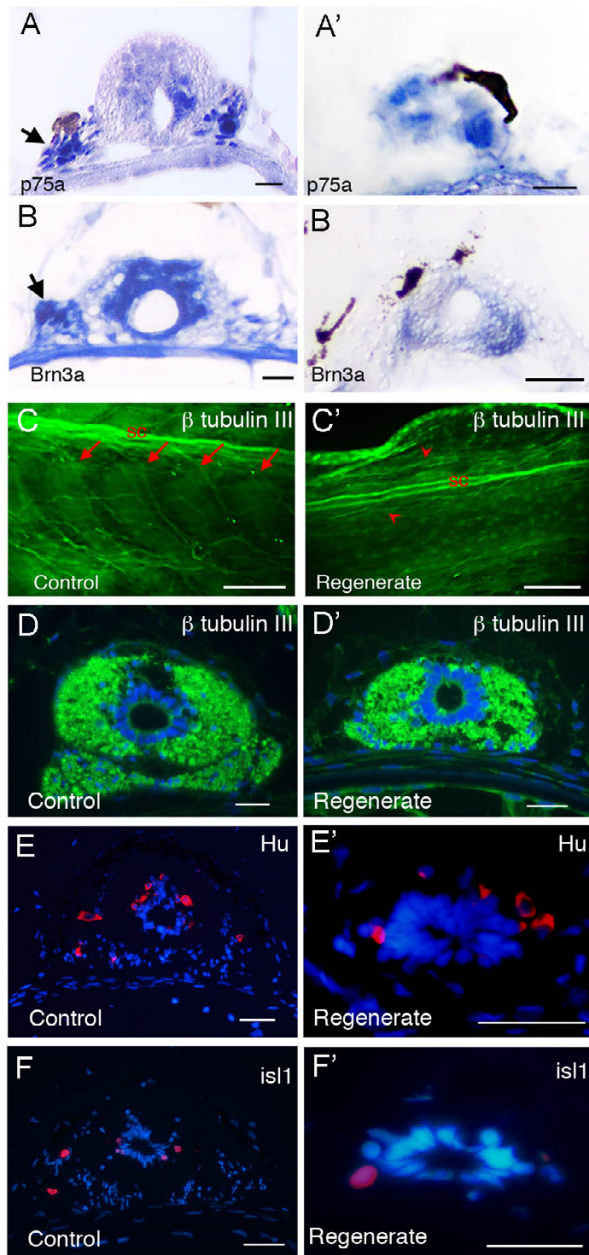 A
p75a
A'
p75a
B
Brn3a
B
Brn3a
C
β tubulin III
sc
Control
C'
β tubulin III
sc
Regenerate
D
β tubulin III
Control
D'
β tubulin III
Regenerate
E
Hu
Control
E'
Hu
Regenerate
F
isl1
Control
F'
isl1
Regenerate